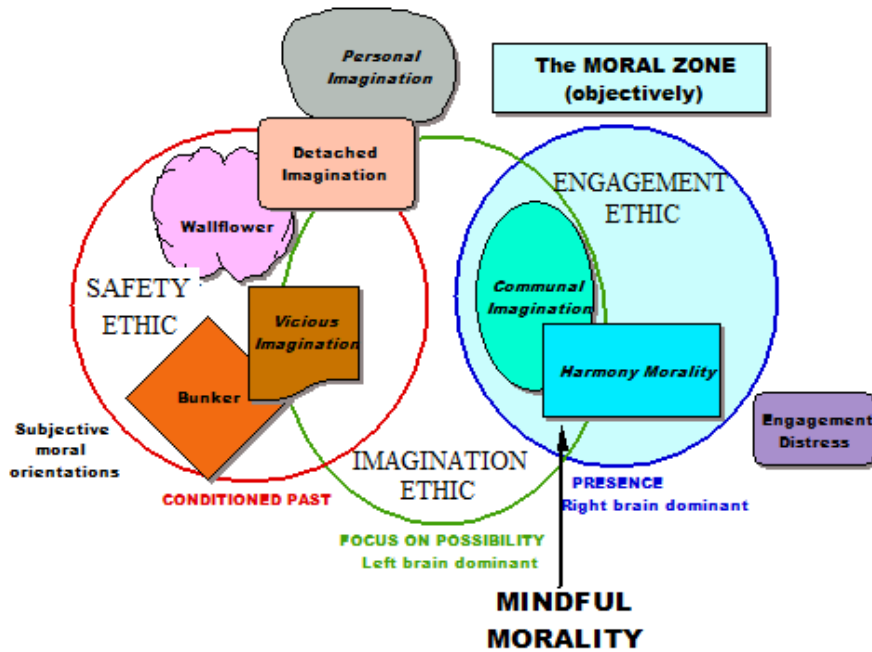 Personal
Imagination
The MORAL ZONE
(objectively)
Detached
Imagination
ENGAGEMENT
ETHIC
Wallflower
SAFETY
ETHIC
Communal
Imagination
Vicious
Imagination
Harmony Morality
Bunker
Engagement
Distress
Subjective
moral
orientations
IMAGINATION
ETHIC
CONDITIONED PAST
PRESENCE
Right brain dominant
FOCUS ON POSSIBILITY
Left brain dominant
MINDFUL
MORALITY